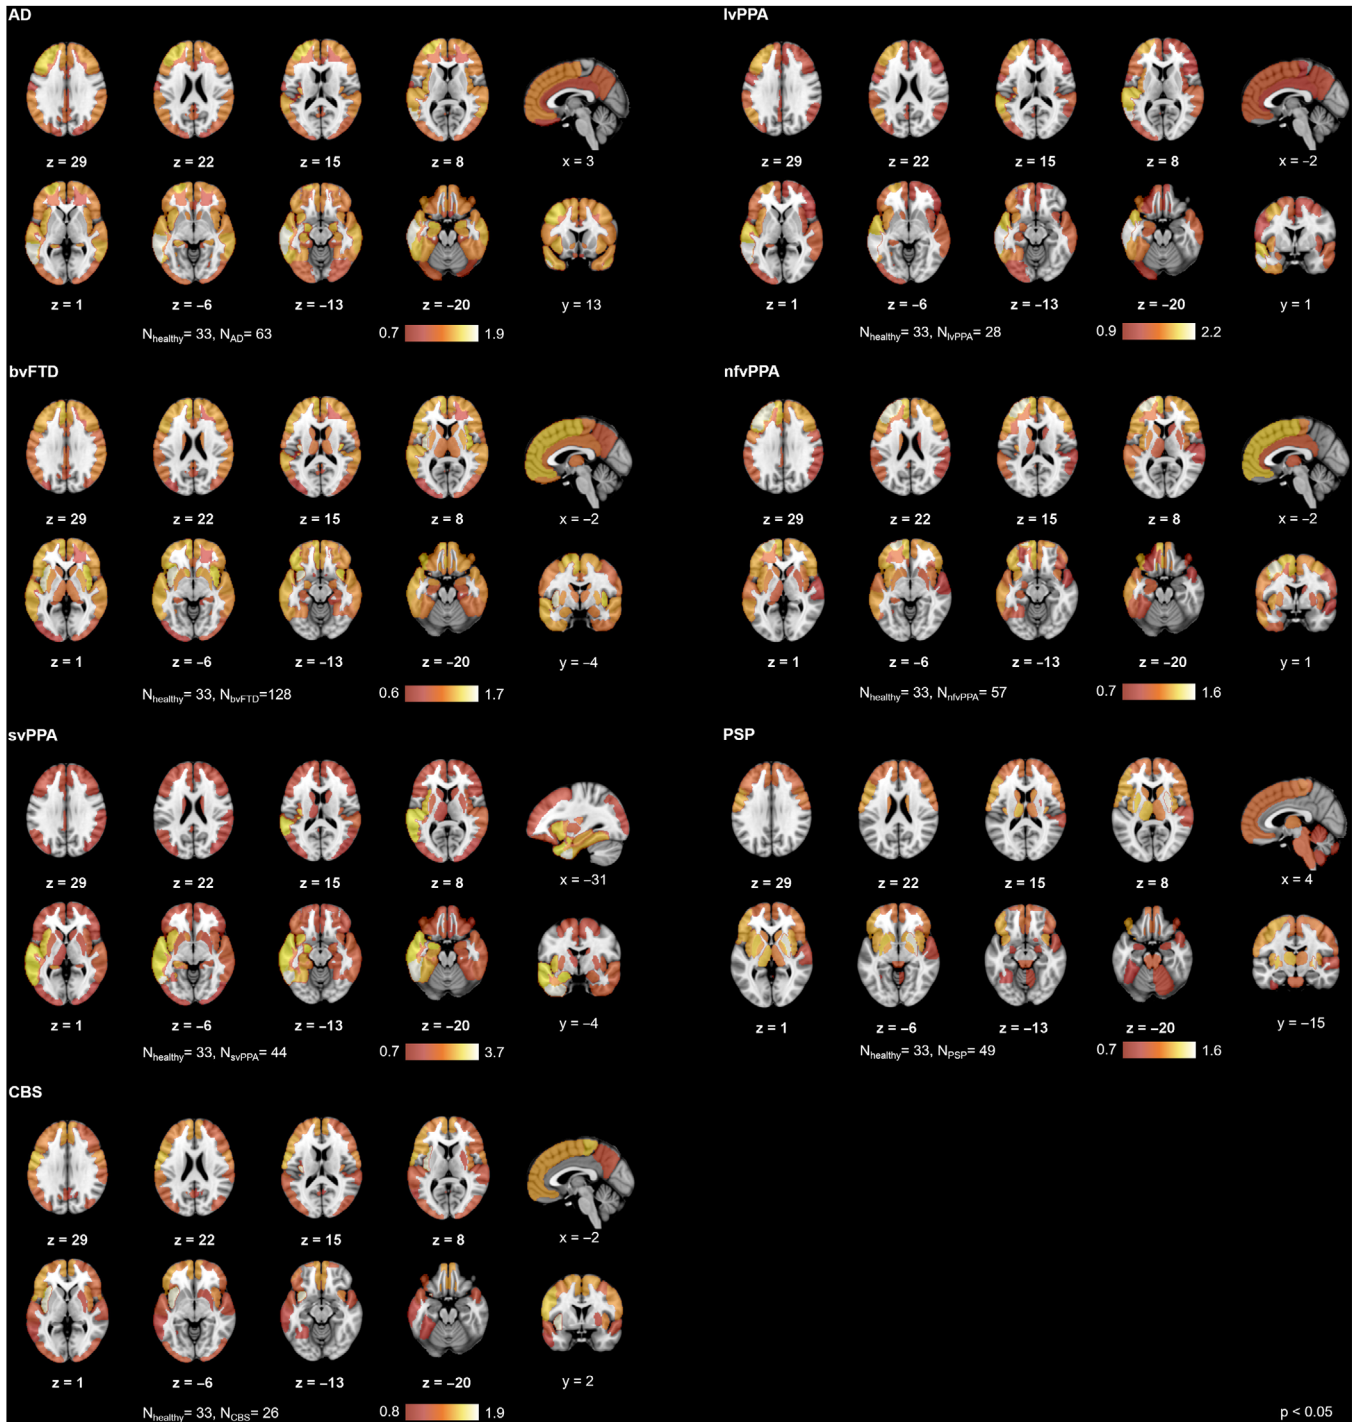 AD
z = 29 z = 22 z = 15 z = 8 x = 3
z = 1 z = −6 z = −13 z = −20 y = 13
Nhealthy= 33, NAD= 63 0.7 1.9
lvPPA
z = 29 z = 22 z = 15 z = 8 x = −2
z = 1 z = −6 z = −13 z = −20 y = 1
Nhealthy= 33, NlvPPA= 28 0.9 2.2
bvFTD
z = 29 z = 22 z = 15 z = 8 x = −2
z = 1 z = −6 z = −13 z = −20 y = −4
Nhealthy= 33, NbvFTD=128 0.6 1.7
nfvPPA
z = 29 z = 22 z = 15 z = 8 x = −2
z = 1 z = −6 z = −13 z = −20 y = 1
Nhealthy= 33, NnfvPPA= 57 0.7 1.6
svPPA
z = 29 z = 22 z = 15 z = 8 x = −31
z = 1 z = −6 z = −13 z = −20 y = −4
Nhealthy= 33, NsvPPA= 44 0.7 3.7
PSP
z = 29 z = 22 z = 15 z = 8 x = 4
z = 1 z = −6 z = −13 z = −20 y = −15
Nhealthy= 33, NPSP= 49 0.7 1.6
CBS
z = 29 z = 22 z = 15 z = 8 x = −2
z = 1 z = −6 z = −13 z = −20 y = 2
Nhealthy= 33, NCBS= 26 0.8 1.9
p < 0.05